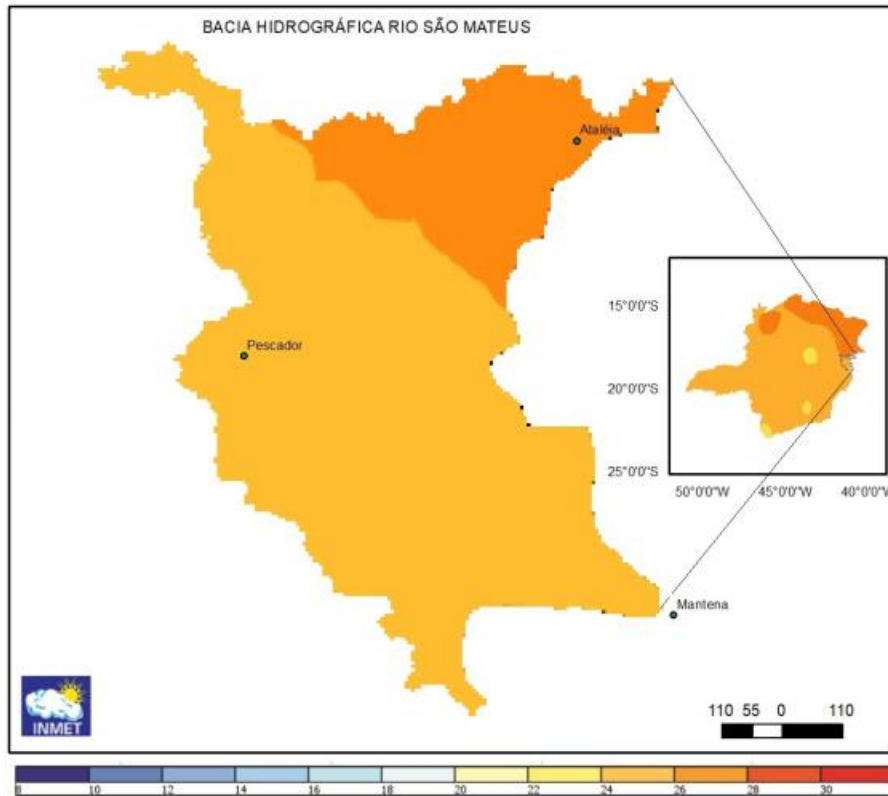 BACIA HIDROGRÁFICA RIO SÃO MATEUS
Ataléia
15°0'0"S
Pescador
20°0'0"S
25°0'0"S
50°0'0"W 45°0'0"W 40°0'0"W
Mantena
INMET
110 55 0 110
8 10 12 14 16 18 20 22 24 26 28 30